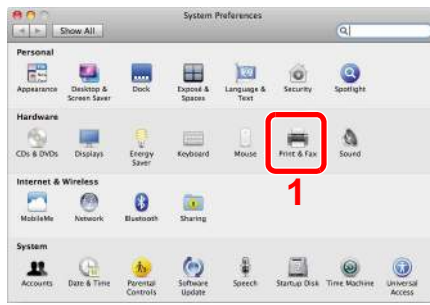 System Preferences
Show All
Personal
Appearance
Desktop & Screen Saver
Dock
Exposé & Spaces
Language & Text
Security
Spotlight
Hardware
CDs & DVDs
Displays
Energy Saver
Keyboard
Mouse
Print & Fax
Sound
1
Internet & Wireless
MobileMe
Network
Bluetooth
Sharing
System
Accounts
Date & Time
Parental Controls
Software Update
Speech
Startup Disk
Time Machine
Universal Access